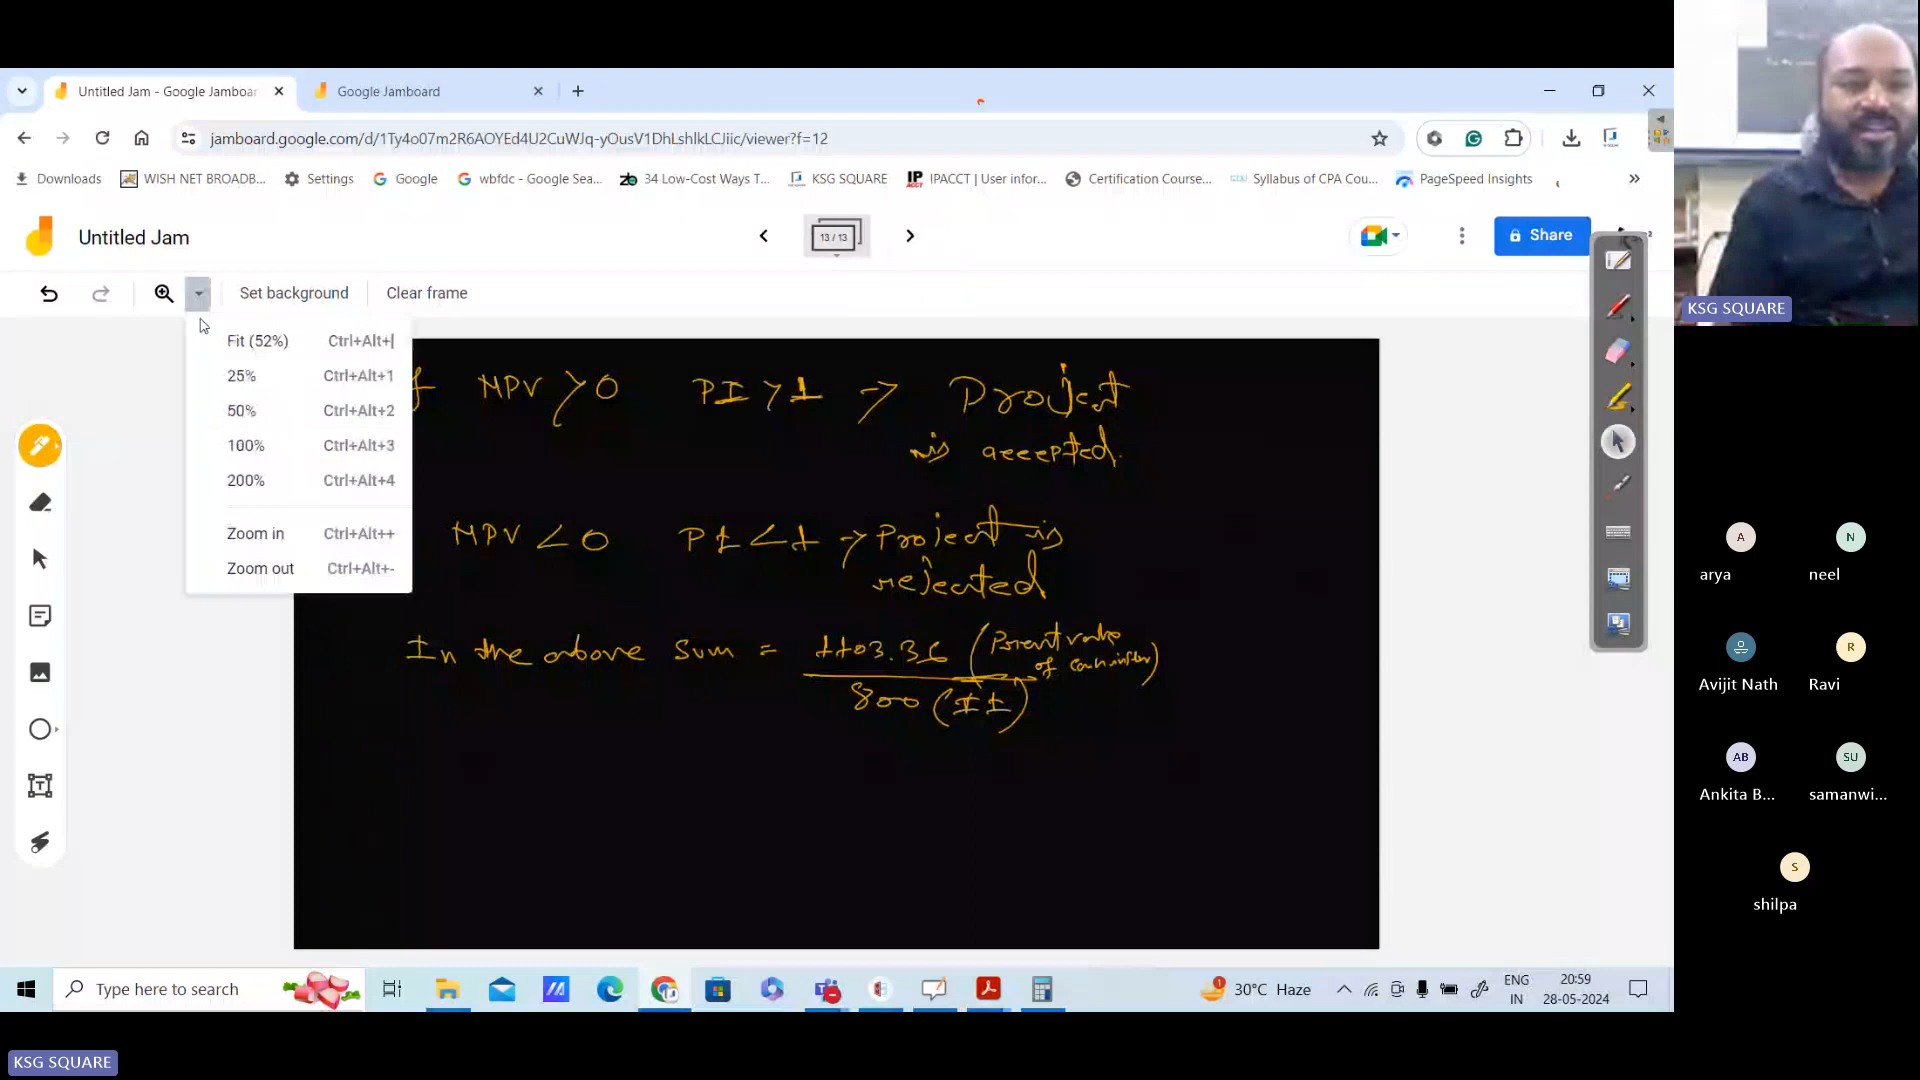 Untitled Jam - Google Jamboar
Google Jamboard
jamboard.google.com/d/1Ty4o07m2R6AOYEd4U2CuWJq-yOusV1DhLshlkLCJiic/viewer?f=12
Downloads WISH NET BROADB... Settings Google wbfdc - Google Sea... 34 Low-Cost Ways T... KSG SQUARE IPACCT | User infor... Certification Course... Syllabus of CPA Cou... PageSpeed Insights
Untitled Jam
13 / 13
Share
Set background Clear frame
Fit (52%) Ctrl+Alt+|
25% Ctrl+Alt+1
50% Ctrl+Alt+2
100% Ctrl+Alt+3
200% Ctrl+Alt+4
Zoom in Ctrl+Alt++
Zoom out Ctrl+Alt+-
f NPV > 0 PI > 1 → Project
is accepted.
NPV < 0 PI < 1 → Project is
rejected
In the above sum = 1103.36 (Present value
of cash inflow)
800 (II)
Type here to search
30°C Haze
ENG
IN
20:59
28-05-2024
KSG SQUARE
A
arya
N
neel
Avijit Nath
R
Ravi
AB
Ankita B...
SU
samanwi...
S
shilpa
KSG SQUARE